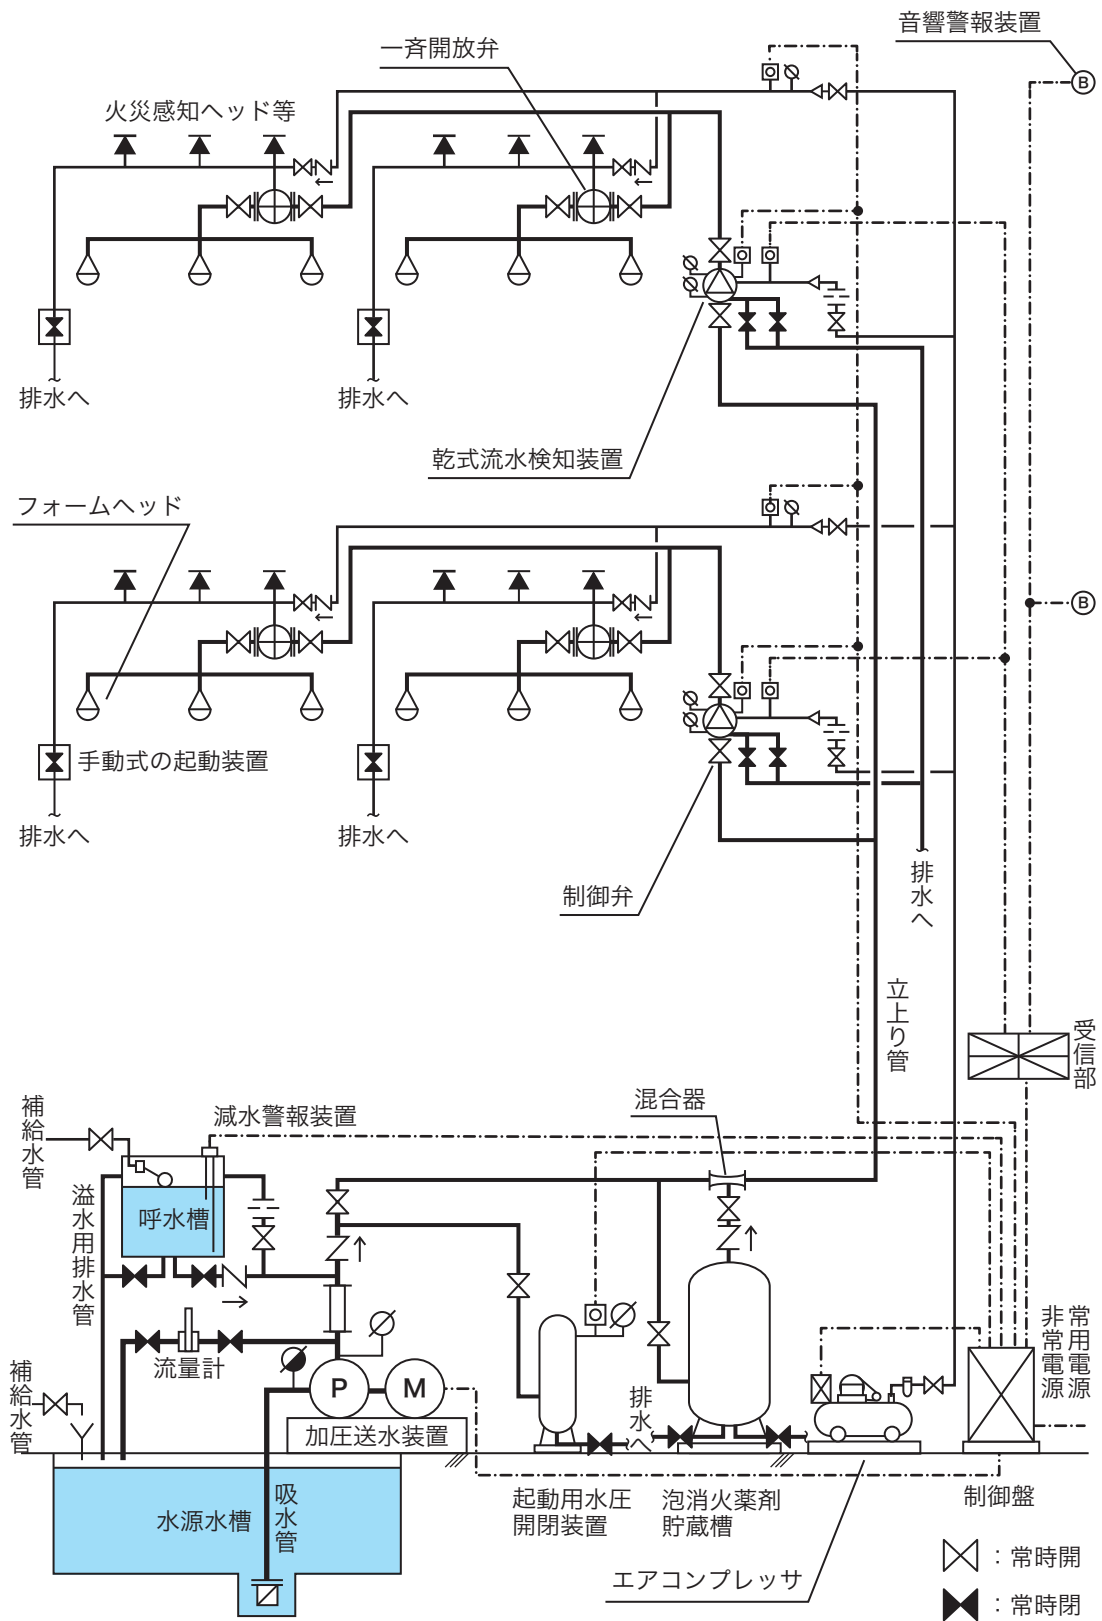 音響警報装置
B
一斉開放弁
火災感知ヘッド等
排水へ
排水へ
乾式流水検知装置
フォームヘッド
B
手動式の起動装置
排水へ
排水へ
制御弁
排水へ
立上り管
受信部
補給水管
減水警報装置
混合器
溢水用排水管
呼水槽
流量計
補給水管
P
M
加圧送水装置
排水へ
非常電源
常用電源
水源水槽
吸水管
起動用水圧
開閉装置
泡消火薬剤
貯蔵槽
制御盤
エアコンプレッサ
：常時開
：常時閉